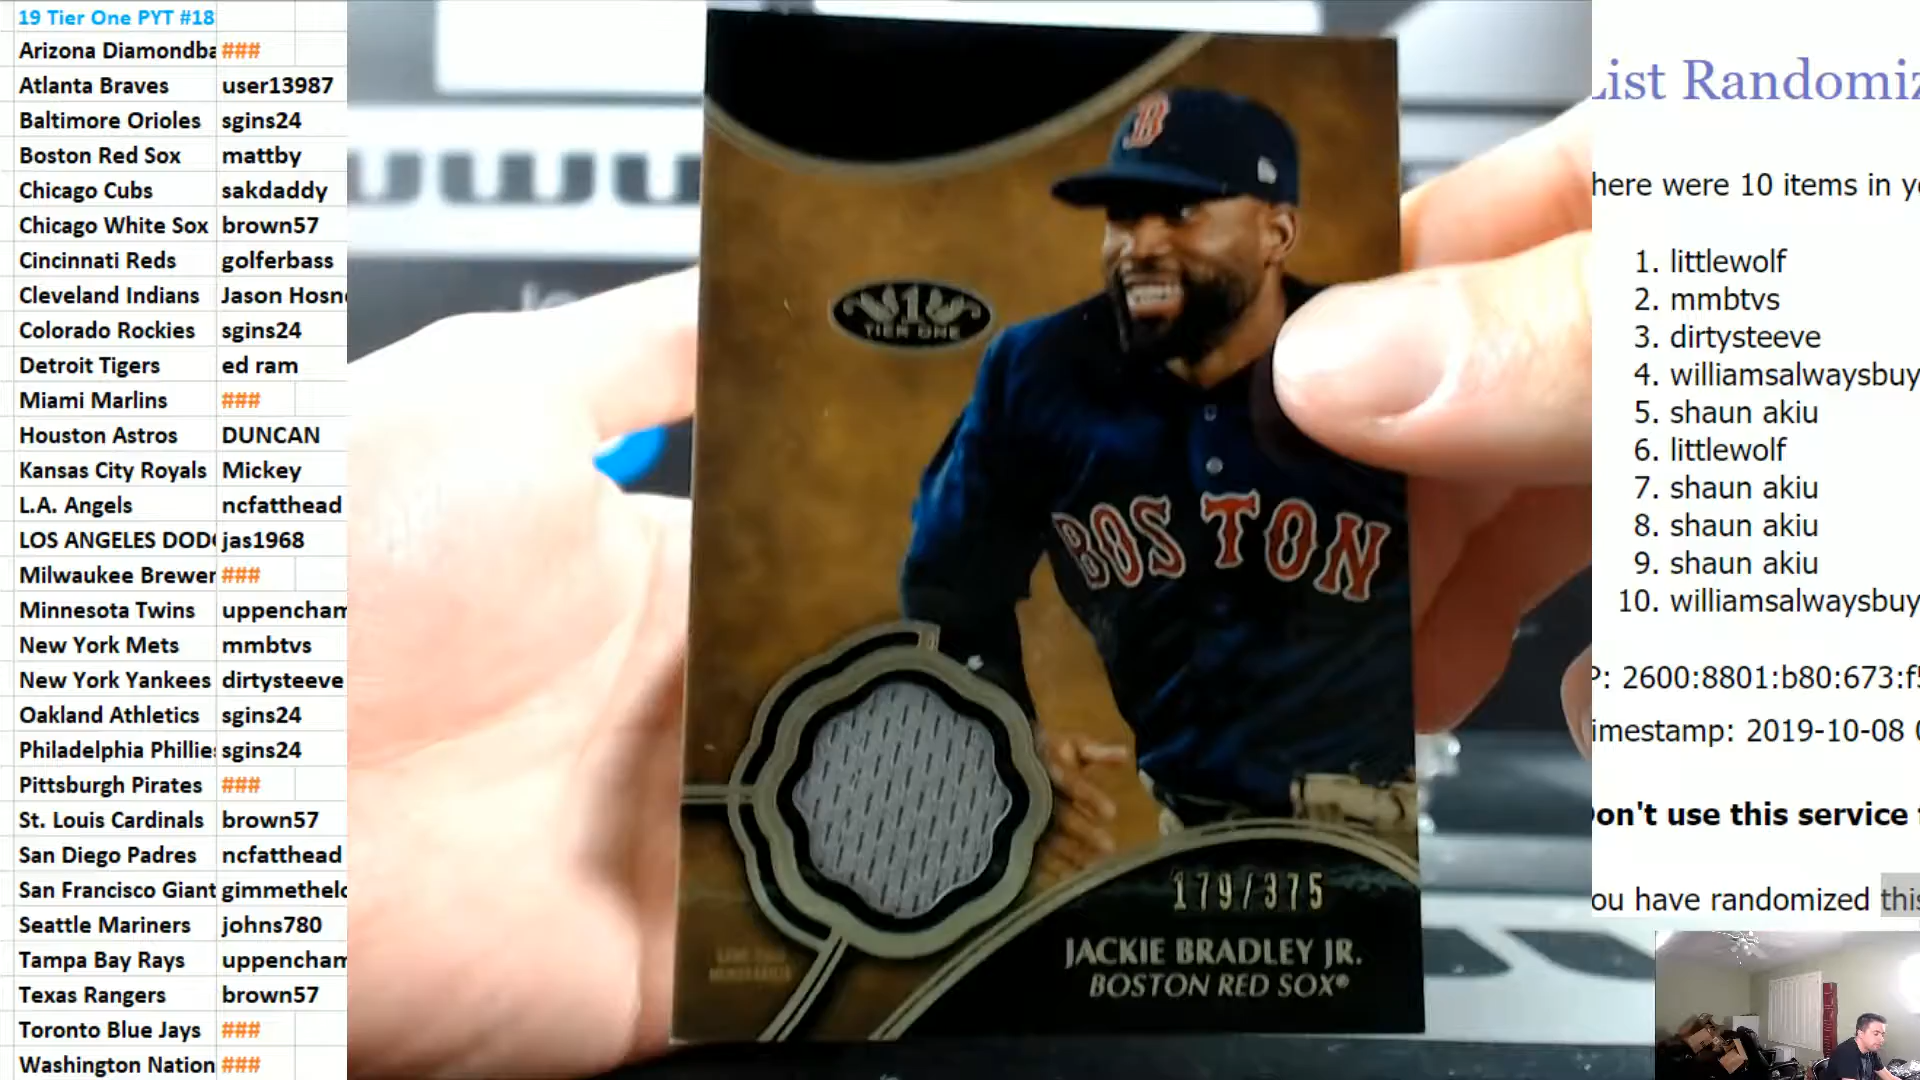 19 Tier One PYT #18
Arizona Diamondba ###
Atlanta Braves user13987
Baltimore Orioles sgins24
Boston Red Sox mattby
Chicago Cubs sakdaddy
Chicago White Sox brown57
Cincinnati Reds golferbass
Cleveland Indians Jason Hosn
Colorado Rockies sgins24
Detroit Tigers ed ram
Miami Marlins ###
Houston Astros DUNCAN
Kansas City Royals Mickey
L.A. Angels ncfatthead
LOS ANGELES DOD jas1968
Milwaukee Brewer ###
Minnesota Twins uppencham
New York Mets mmbtvs
New York Yankees dirtysteeve
Oakland Athletics sgins24
Philadelphia Phillie sgins24
Pittsburgh Pirates ###
St. Louis Cardinals brown57
San Diego Padres ncfatthead
San Francisco Giant gimmethelo
Seattle Mariners johns780
Tampa Bay Rays uppencham
Texas Rangers brown57
Toronto Blue Jays ###
Washington Nation ###
B
1
TIER ONE
BOSTON
179/375
JACKIE BRADLEY JR.
BOSTON RED SOX®
List Randomiz
here were 10 items in y
1. littlewolf
2. mmbtvs
3. dirtysteeve
4. williamsalwaysbuy
5. shaun akiu
6. littlewolf
7. shaun akiu
8. shaun akiu
9. shaun akiu
10. williamsalwaysbuy
P: 2600:8801:b80:673:f5
imestamp: 2019-10-08 0
on't use this service f
ou have randomized this